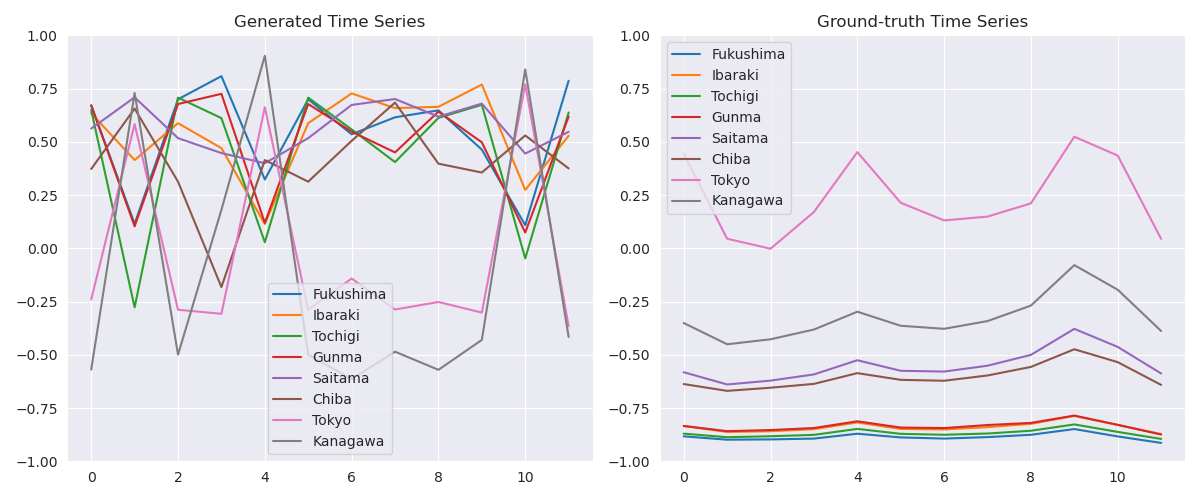 Generated Time Series
1.00
0.75
0.50
0.25
0.00
−0.25
−0.50
−0.75
−1.00
0
2
4
6
8
10
Fukushima
Ibaraki
Tochigi
Gunma
Saitama
Chiba
Tokyo
Kanagawa
Ground-truth Time Series
1.00
0.75
0.50
0.25
0.00
−0.25
−0.50
−0.75
−1.00
0
2
4
6
8
10
Fukushima
Ibaraki
Tochigi
Gunma
Saitama
Chiba
Tokyo
Kanagawa